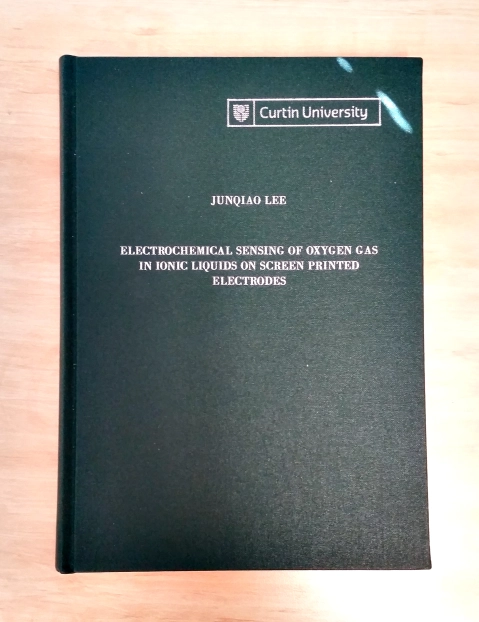 Curtin University
JUNQIAO LEE
ELECTROCHEMICAL SENSING OF OXYGEN GAS
IN IONIC LIQUIDS ON SCREEN PRINTED
ELECTRODES